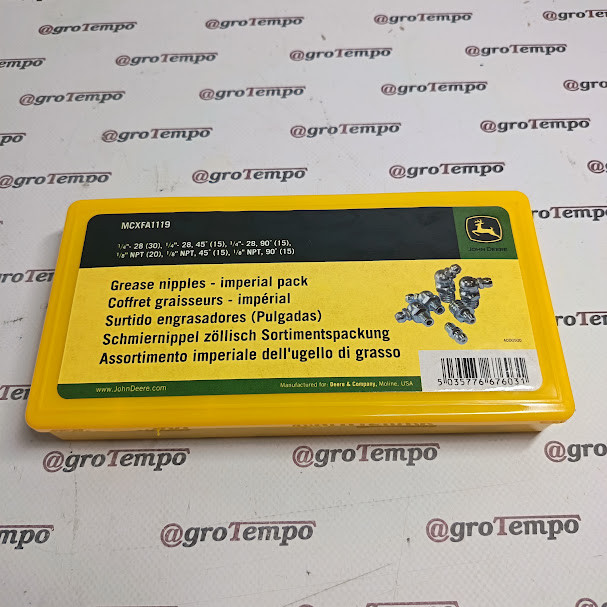 MCXFA1119
1/4"- 28 (30), 1/4"- 28, 45° (15), 1/4"- 28, 90° (15),
1/8" NPT (20), 1/8" NPT, 45° (15), 1/8" NPT, 90° (15)
JOHN DEERE
Grease nipples - imperial pack
Coffret graisseurs - impérial
Surtido engrasadores (Pulgadas)
Schmiernippel zöllisch Sortimentspackung
Assortimento imperiale dell'ugello di grasso
5 035776 676031
www.JohnDeere.com
Manufactured for: Deere & Company, Moline, USA
@groTempo